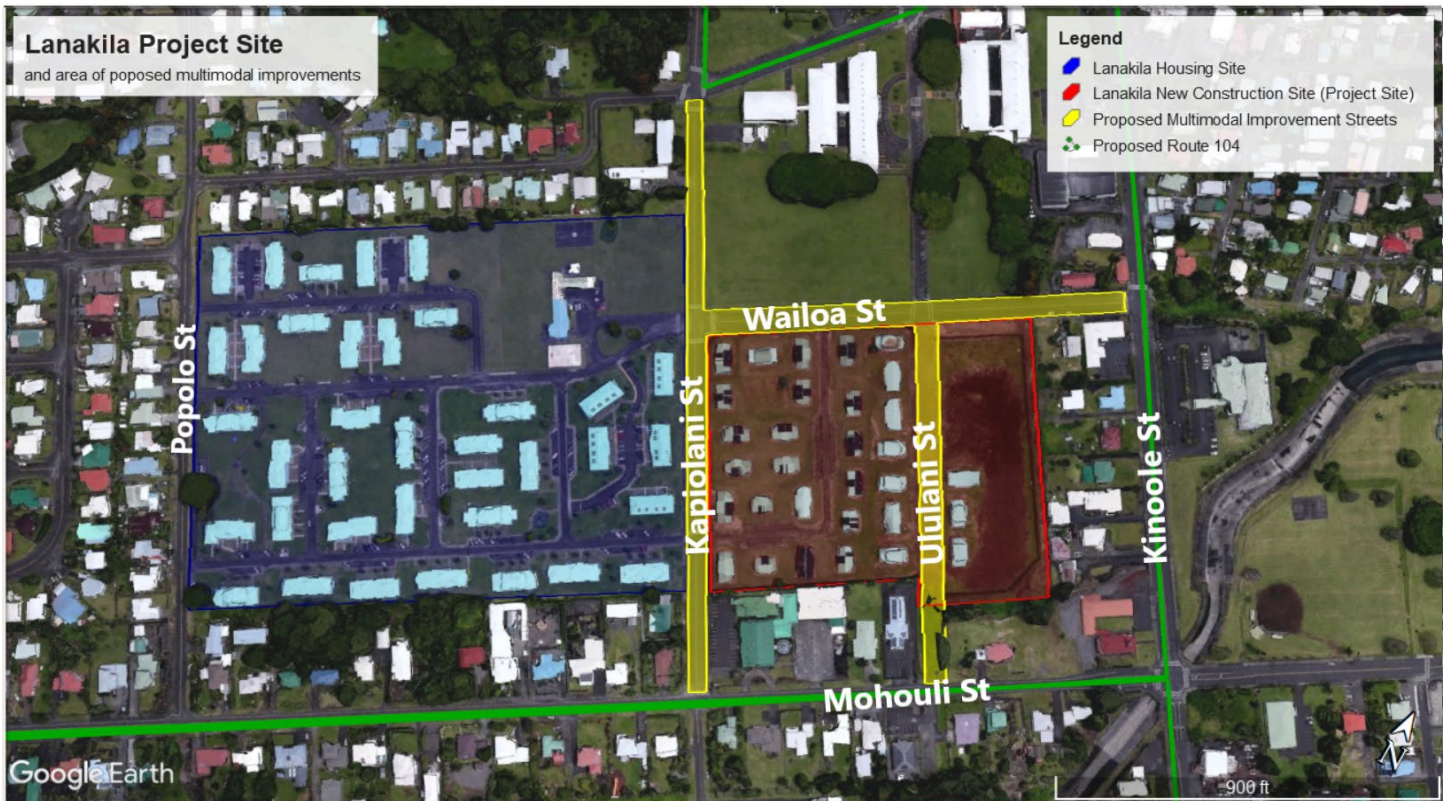 Lanakila Project Site
and area of poposed multimodal improvements
Legend
Lanakila Housing Site
Lanakila New Construction Site (Project Site)
Proposed Multimodal Improvement Streets
Proposed Route 104
Wailoa St
Popolo St
Kapiolani St
Ululani St
Kinoole St
Mohouli St
Google Earth
N
900 ft